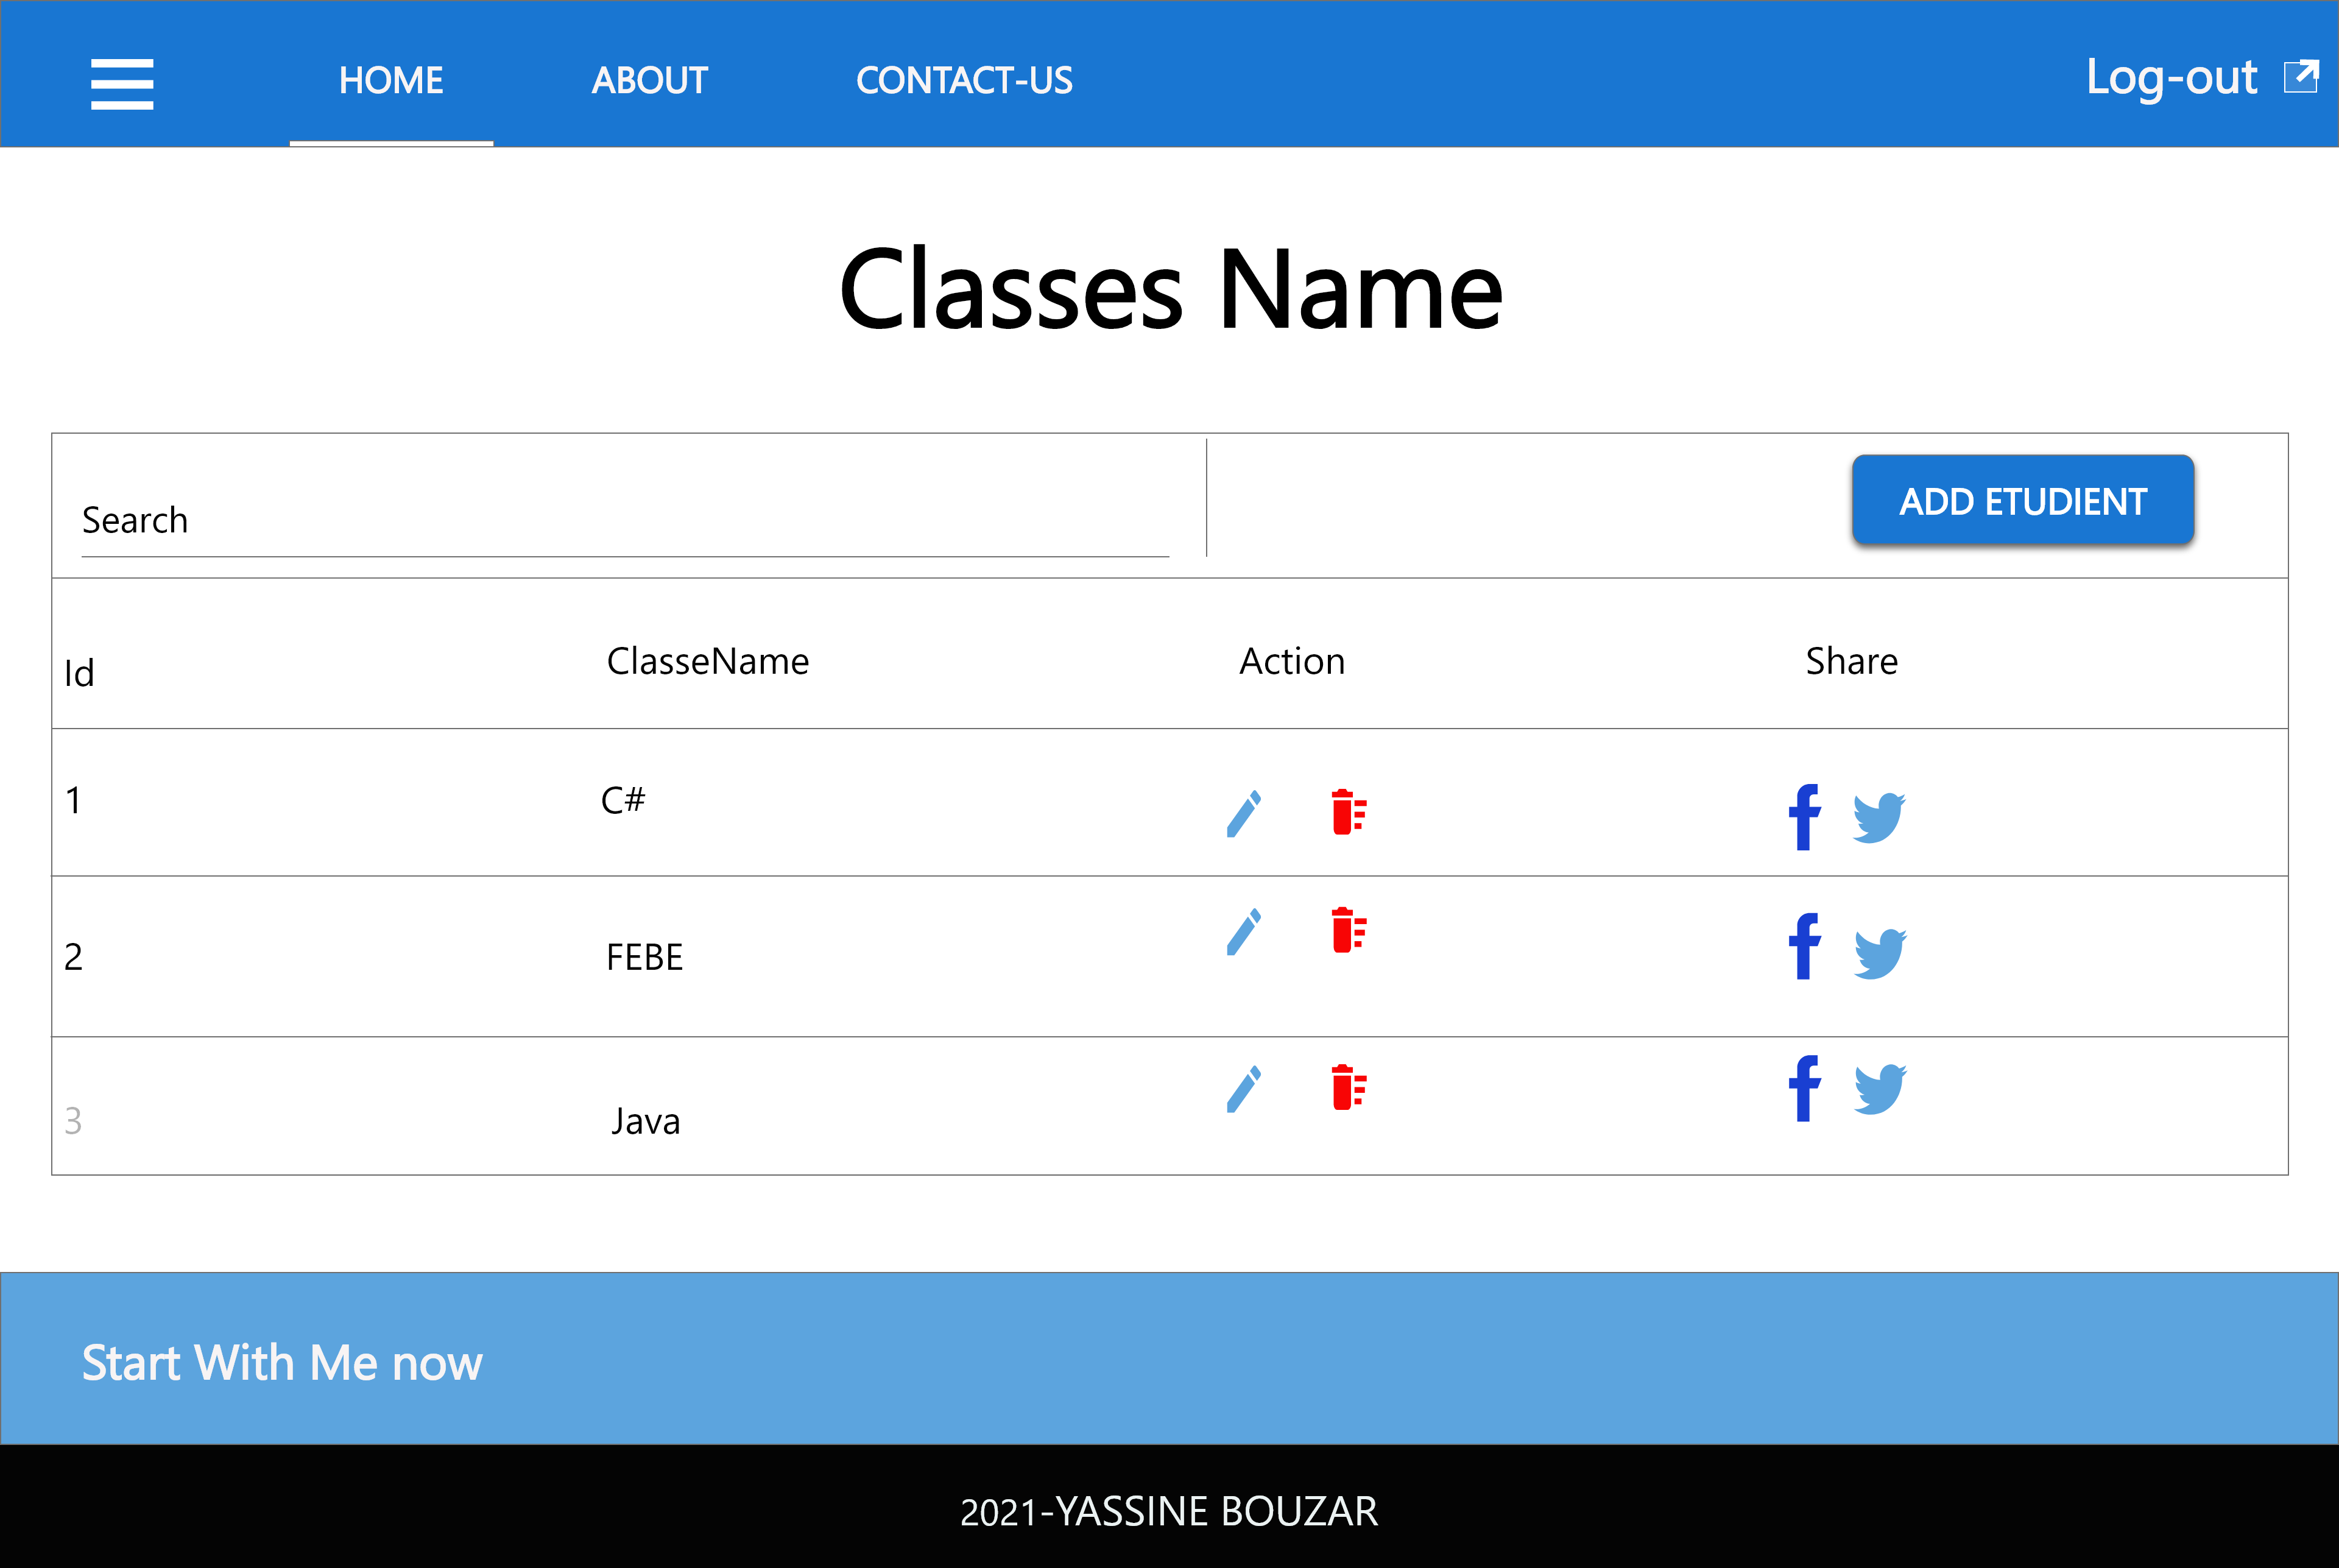 HOME ABOUT CONTACT-US Log-out
Classes Name
Search ADD ETUDIENT
Id ClasseName Action Share
1 C#
2 FEBE
3 Java
Start With Me now
2021-YASSINE BOUZAR